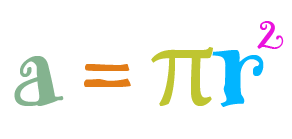 a = πr²